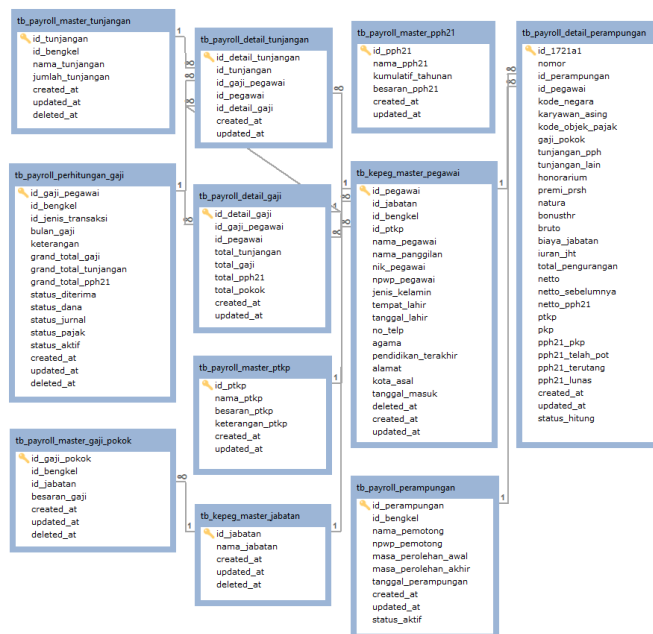 tb_payroll_master_tunjangan
id_tunjangan
id_bengkel
nama_tunjangan
jumlah_tunjangan
created_at
updated_at
deleted_at
tb_payroll_detail_tunjangan
id_detail_tunjangan
id_tunjangan
id_gaji_pegawai
id_pegawai
id_detail_gaji
created_at
updated_at
tb_payroll_master_pph21
id_pph21
nama_pph21
kumulatif_tahunan
besaran_pph21
created_at
updated_at
tb_payroll_detail_perampungan
id_1721a1
nomor
id_perampungan
id_pegawai
kode_negara
karyawan_asing
kode_objek_pajak
gaji_pokok
tunjangan_pph
tunjangan_lain
honorarium
premi_prsh
natura
bonusthr
bruto
biaya_jabatan
iuran_jht
total_pengurangan
netto
netto_sebelumnya
netto_pph21
ptkp
pkp
pph21_pkp
pph21_telah_pot
pph21_terutang
pph21_lunas
created_at
updated_at
status_hitung
tb_payroll_perhitungan_gaji
id_gaji_pegawai
id_bengkel
id_jenis_transaksi
bulan_gaji
keterangan
grand_total_gaji
grand_total_tunjangan
grand_total_pph21
status_diterima
status_dana
status_jurnal
status_pajak
status_aktif
created_at
updated_at
deleted_at
tb_payroll_detail_gaji
id_detail_gaji
id_gaji_pegawai
id_pegawai
total_tunjangan
total_gaji
total_pph21
total_pokok
created_at
updated_at
tb_kepeg_master_pegawai
id_pegawai
id_jabatan
id_bengkel
id_ptkp
nama_pegawai
nama_panggilan
nik_pegawai
npwp_pegawai
jenis_kelamin
tempat_lahir
tanggal_lahir
no_telp
agama
pendidikan_terakhir
alamat
kota_asal
tanggal_masuk
deleted_at
created_at
updated_at
tb_payroll_master_ptkp
id_ptkp
nama_ptkp
besaran_ptkp
keterangan_ptkp
created_at
updated_at
tb_payroll_master_gaji_pokok
id_gaji_pokok
id_bengkel
id_jabatan
besaran_gaji
created_at
updated_at
deleted_at
tb_kepeg_master_jabatan
id_jabatan
nama_jabatan
created_at
updated_at
deleted_at
tb_payroll_perampungan
id_perampungan
id_bengkel
nama_pemotong
npwp_pemotong
masa_perolehan_awal
masa_perolehan_akhir
tanggal_perampungan
created_at
updated_at
status_aktif